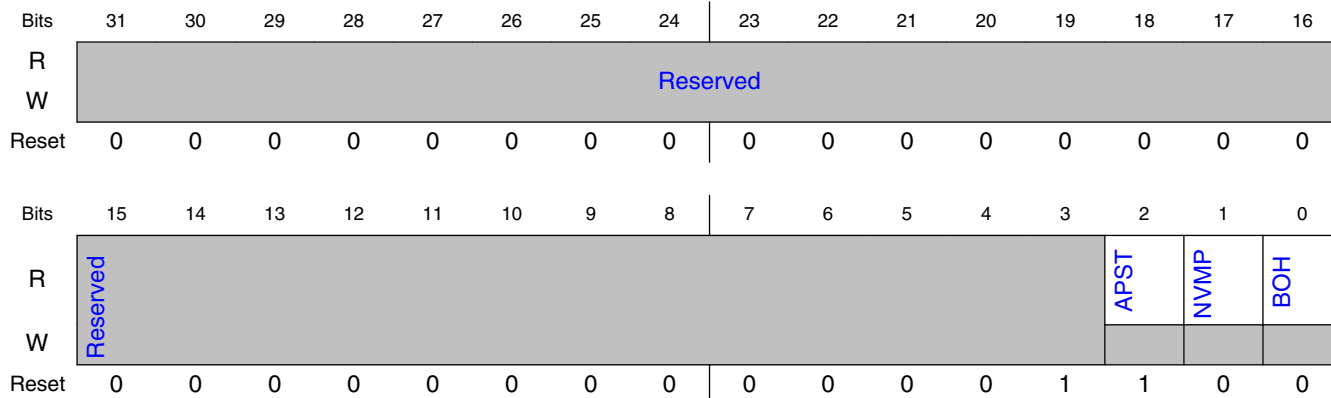 Bits 31 30 29 28 27 26 25 24 23 22 21 20 19 18 17 16
R
Reserved
W
Reset 0 0 0 0 0 0 0 0 0 0 0 0 0 0 0 0
Bits 15 14 13 12 11 10 9 8 7 6 5 4 3 2 1 0
R Reserved APST NVMP BOH
W
Reset 0 0 0 0 0 0 0 0 0 0 0 0 1 1 0 0